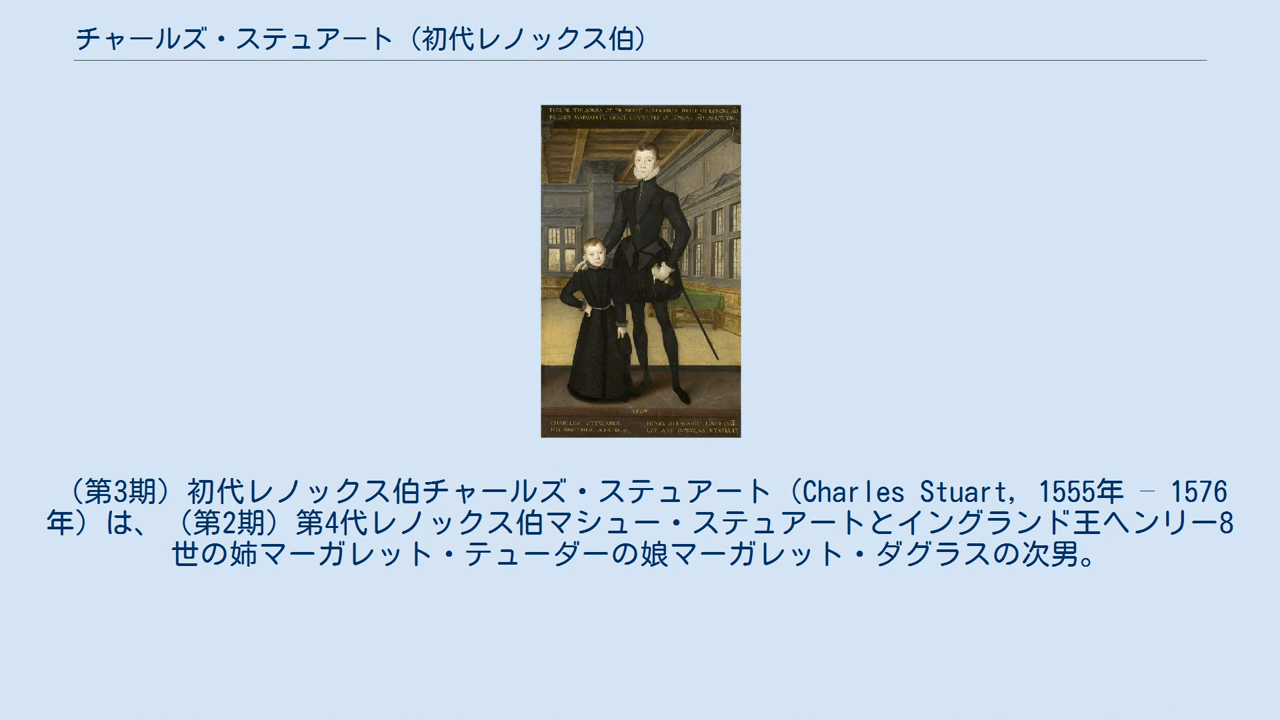 チャールズ・ステュアート（初代レノックス伯）
1563
（第3期）初代レノックス伯チャールズ・ステュアート（Charles Stuart, 1555年 – 1576
年）は、（第2期）第4代レノックス伯マシュー・ステュアートとイングランド王ヘンリー8
世の姉マーガレット・テューダーの娘マーガレット・ダグラスの次男。